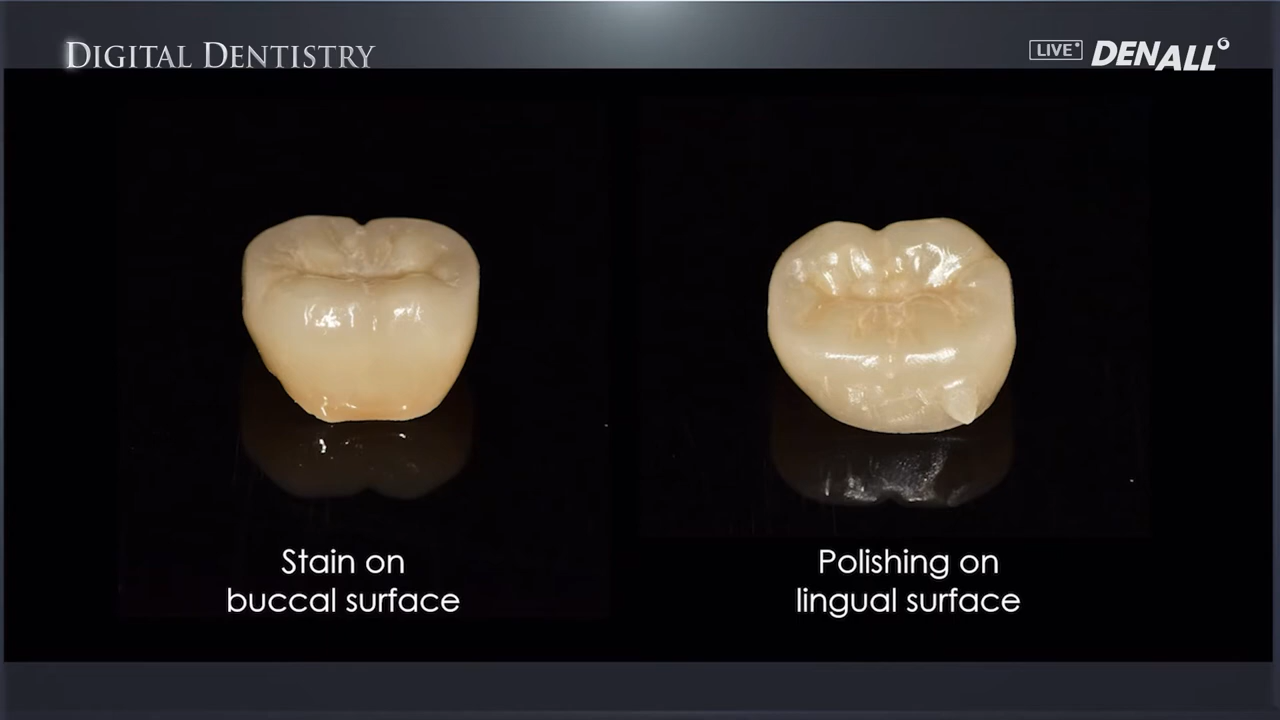 DIGITAL DENTISTRY
LIVE
DENALL
Stain on
buccal surface
Polishing on
lingual surface